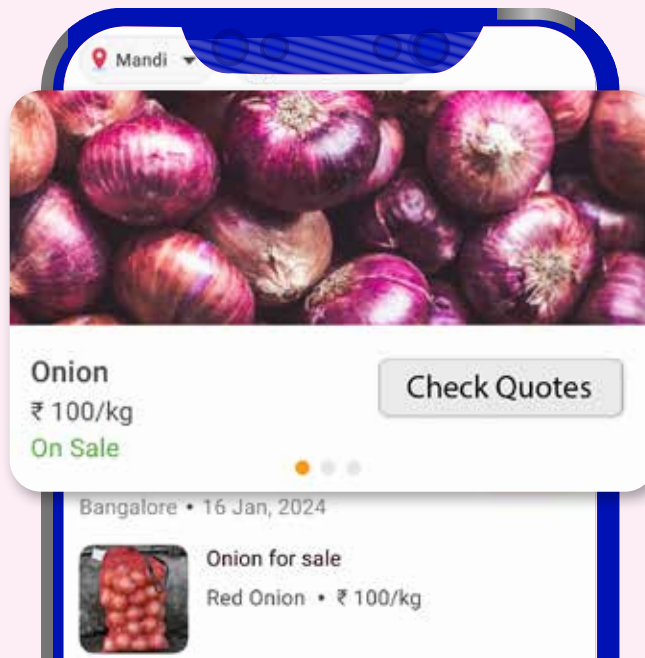 Mandi
Onion
₹ 100/kg
On Sale
Check Quotes
Bangalore • 16 Jan, 2024
Onion for sale
Red Onion • ₹ 100/kg